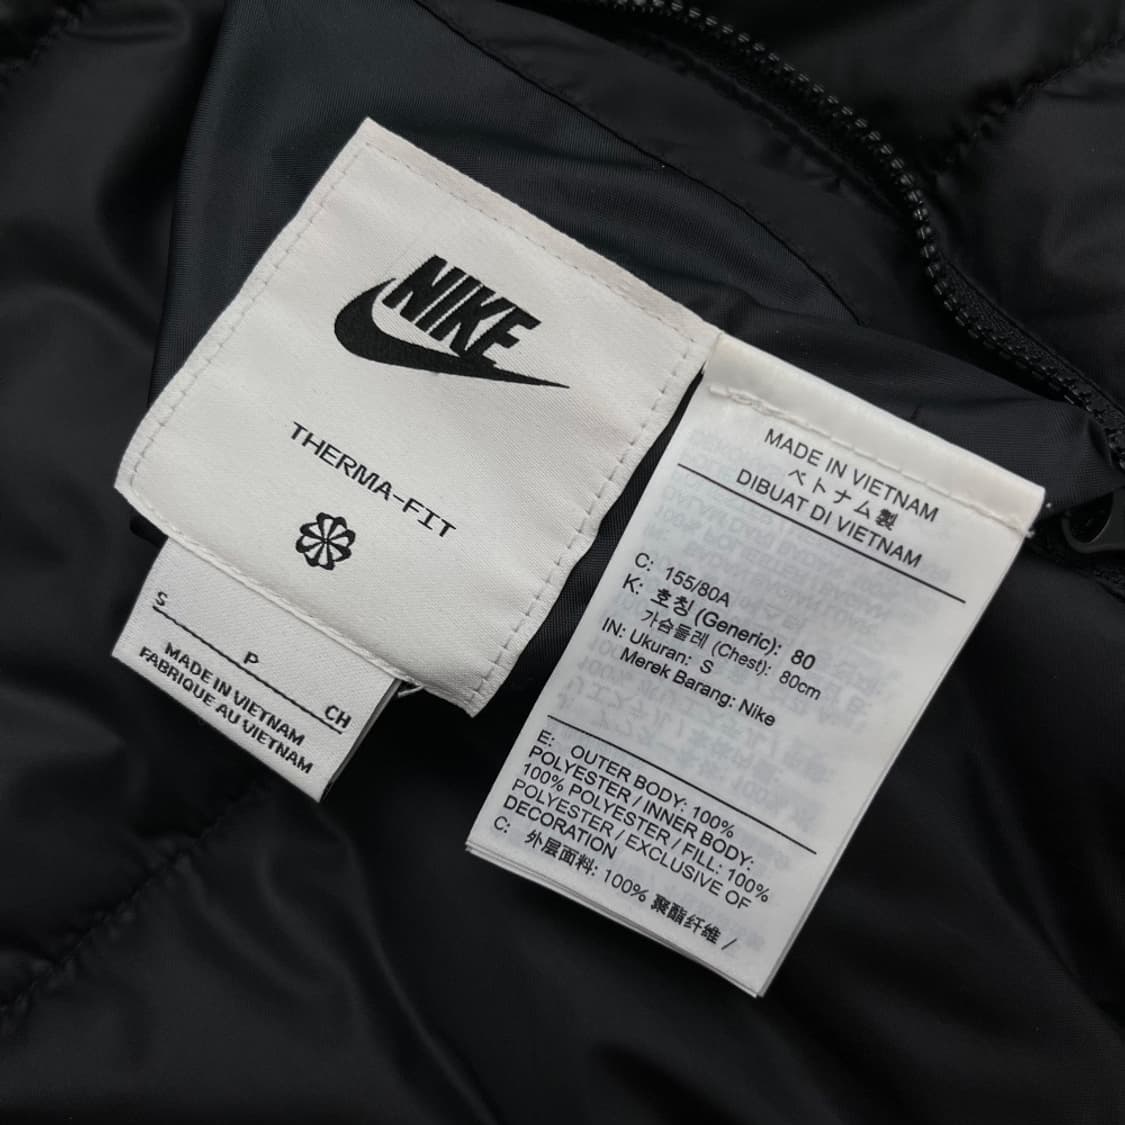 NIKE
THERMA-FIT
S P CH
MADE IN VIETNAM
FABRIQUE AU VIETNAM
MADE IN VIETNAM
ベトナム製
DIBUAT DI VIETNAM
C: 155/80A
K: 호칭 (Generic): 80
가슴둘레 (Chest): 80cm
IN: Ukuran: S
Merek Barang: Nike
E: OUTER BODY: 100%
POLYESTER / INNER BODY:
100% POLYESTER / FILL: 100%
POLYESTER / EXCLUSIVE OF
DECORATION
C: 外层面料: 100% 聚酯纤维 /